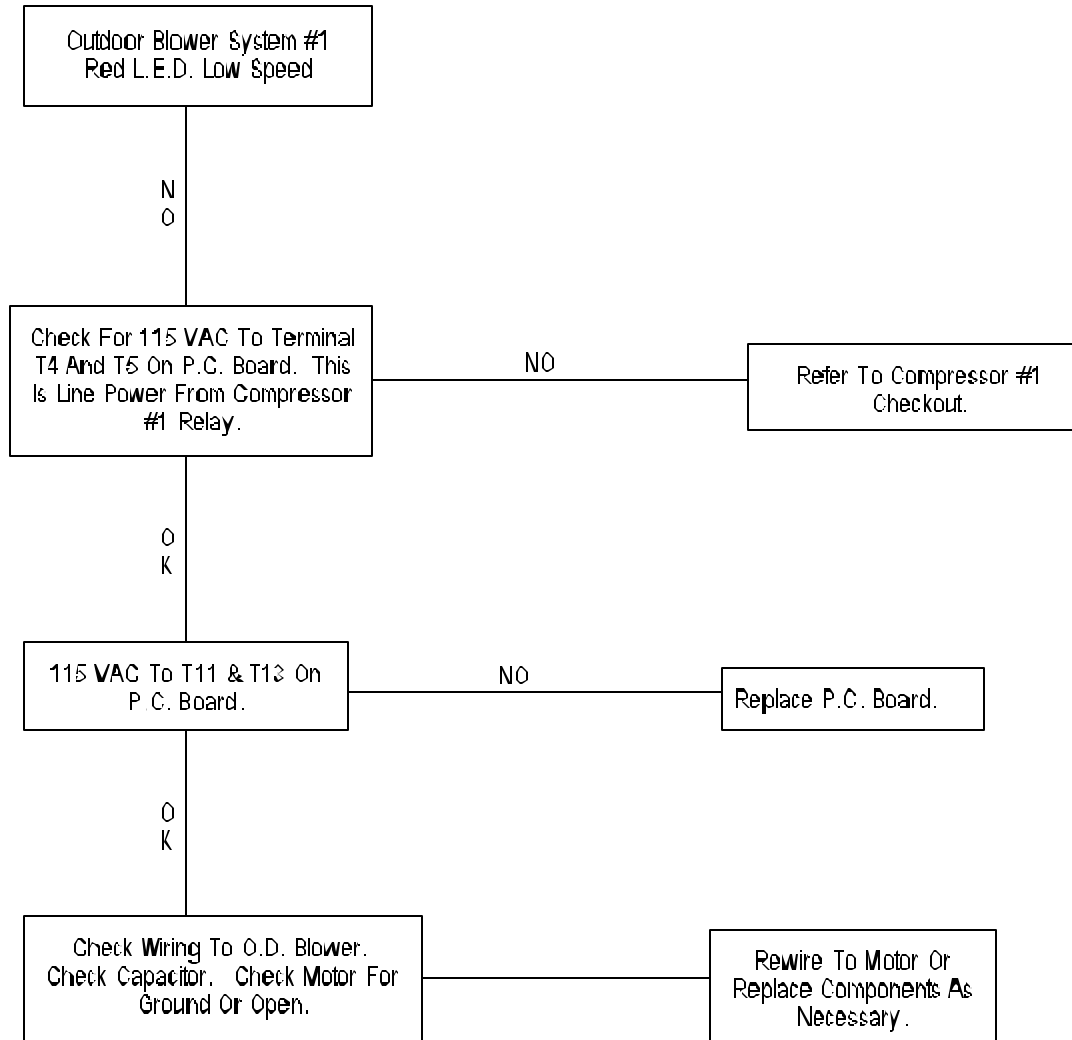 Outdoor Blower System #1
Red L.E.D. Low Speed
N
O
Check For 115 VAC To Terminal
T4 And T5 On P.C. Board. This
Is Line Power From Compressor
#1 Relay.
NO
Refer To Compressor #1
Checkout.
O
K
115 VAC To T11 & T13 On
P.C. Board.
NO
Replace P.C. Board.
O
K
Check Wiring To O.D. Blower.
Check Capacitor. Check Motor For
Ground Or Open.
Rewire To Motor Or
Replace Components As
Necessary.